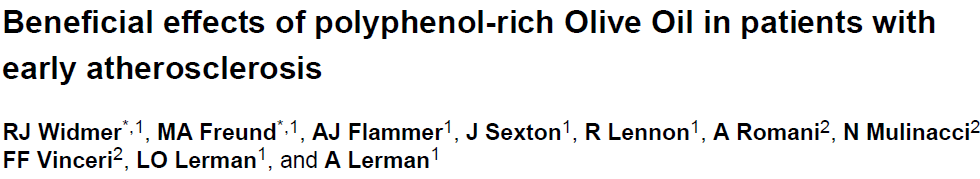 Beneficial effects of polyphenol-rich Olive Oil in patients with
early atherosclerosis
RJ Widmer*,1, MA Freund*,1, AJ Flammer1, J Sexton1, R Lennon1, A Romani2, N Mulinacci2
FF Vinceri2, LO Lerman1, and A Lerman1